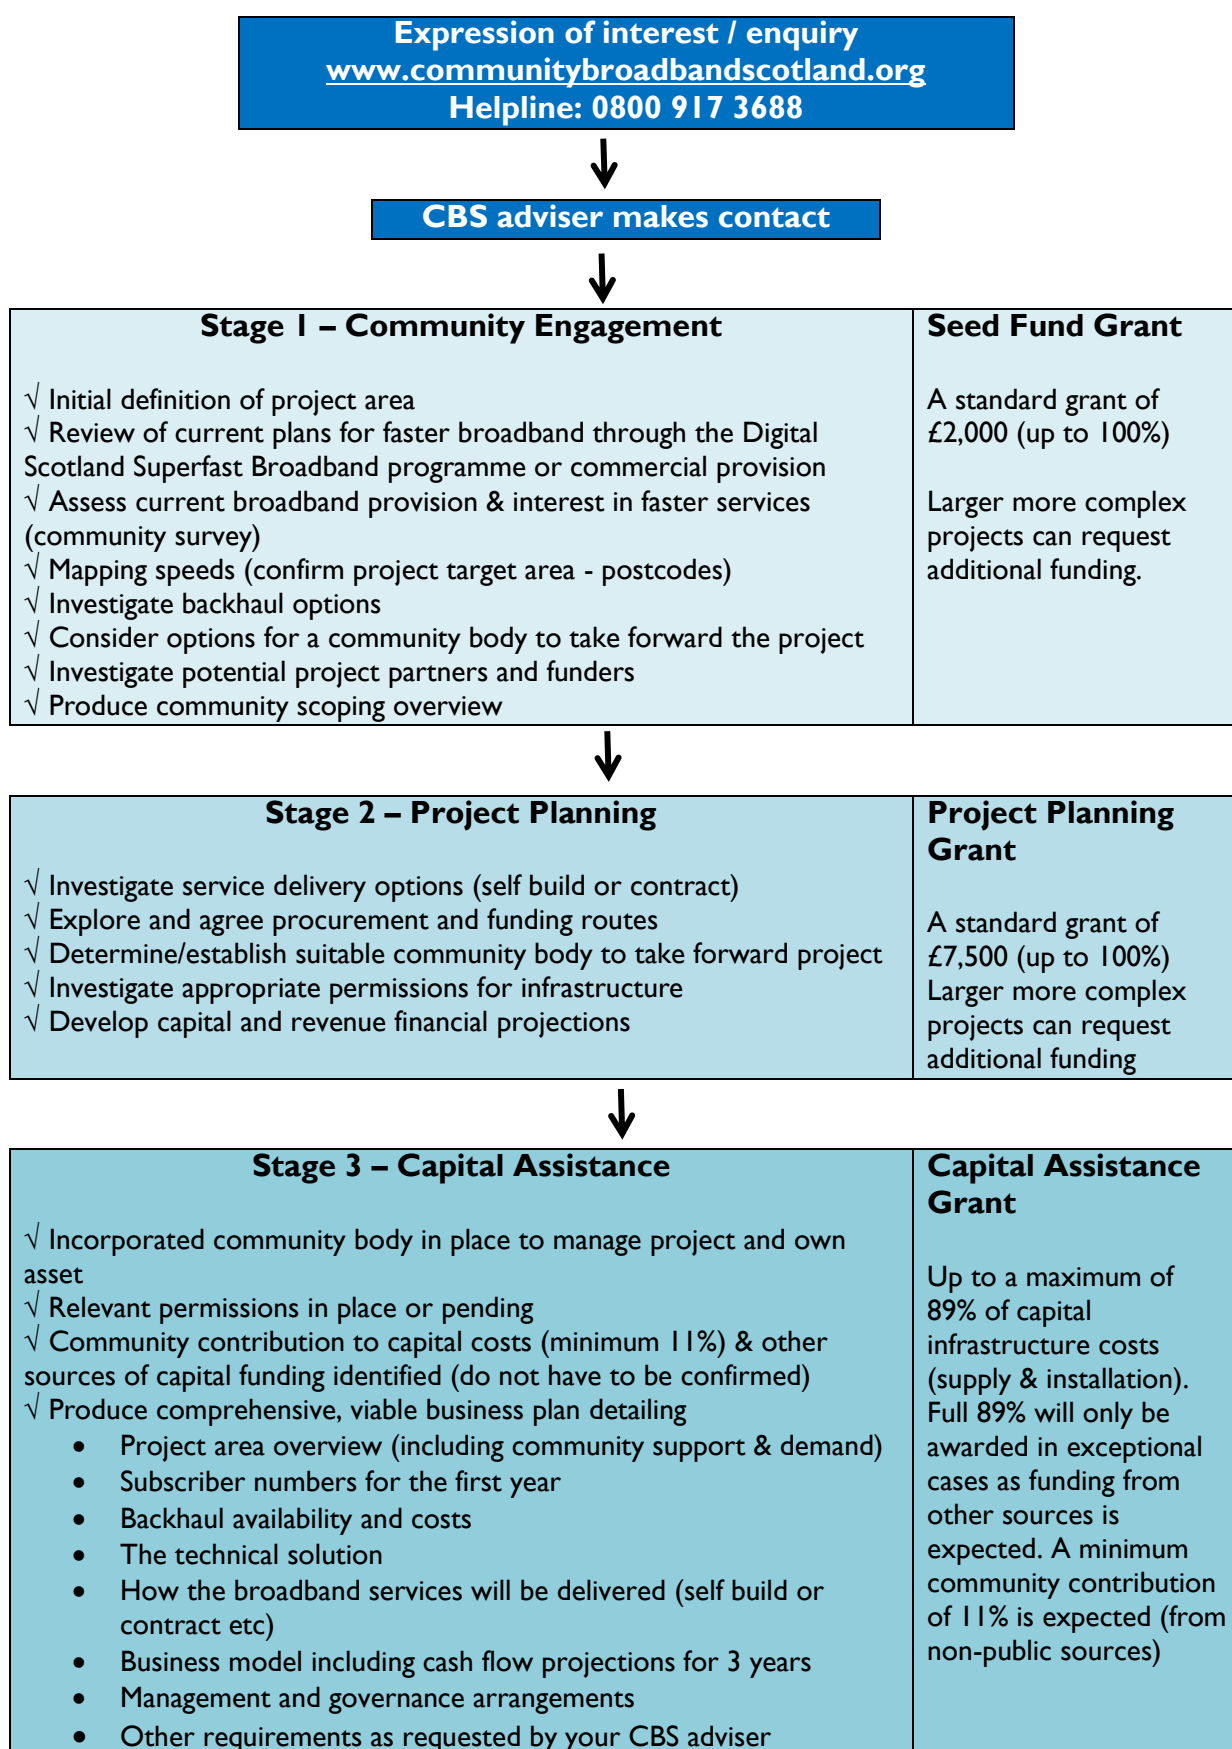 Expression of interest / enquiry
www.communitybroadbandscotland.org
Helpline: 0800 917 3688
CBS adviser makes contact
Stage 1 – Community Engagement
√ Initial definition of project area
√ Review of current plans for faster broadband through the Digital
Scotland Superfast Broadband programme or commercial provision
√ Assess current broadband provision & interest in faster services
(community survey)
√ Mapping speeds (confirm project target area - postcodes)
√ Investigate backhaul options
√ Consider options for a community body to take forward the project
√ Investigate potential project partners and funders
√ Produce community scoping overview
Seed Fund Grant
A standard grant of
£2,000 (up to 100%)
Larger more complex
projects can request
additional funding.
Stage 2 – Project Planning
√ Investigate service delivery options (self build or contract)
√ Explore and agree procurement and funding routes
√ Determine/establish suitable community body to take forward project
√ Investigate appropriate permissions for infrastructure
√ Develop capital and revenue financial projections
Project Planning
Grant
A standard grant of
£7,500 (up to 100%)
Larger more complex
projects can request
additional funding
Stage 3 – Capital Assistance
√ Incorporated community body in place to manage project and own
asset
√ Relevant permissions in place or pending
√ Community contribution to capital costs (minimum 11%) & other
sources of capital funding identified (do not have to be confirmed)
√ Produce comprehensive, viable business plan detailing
• Project area overview (including community support & demand)
• Subscriber numbers for the first year
• Backhaul availability and costs
• The technical solution
• How the broadband services will be delivered (self build or
contract etc)
• Business model including cash flow projections for 3 years
• Management and governance arrangements
• Other requirements as requested by your CBS adviser
Capital Assistance
Grant
Up to a maximum of
89% of capital
infrastructure costs
(supply & installation).
Full 89% will only be
awarded in exceptional
cases as funding from
other sources is
expected. A minimum
community contribution
of 11% is expected (from
non-public sources)